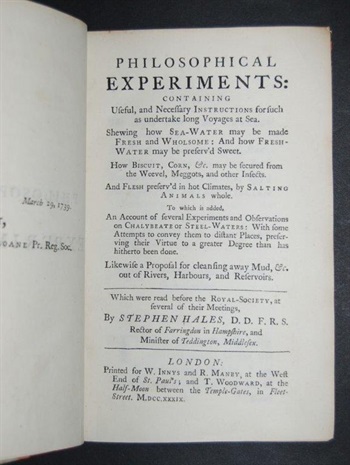 March 29, 1739.
SLOANE Pr. Reg. Soc.
PHILOSOPHICAL
EXPERIMENTS:
CONTAINING
Useful, and Necessary INSTRUCTIONS for such
as undertake long Voyages at Sea.
Shewing how SEA-WATER may be made
FRESH and WHOLSOME: And how FRESH-
WATER may be preserv'd Sweet.
How BISCUIT, CORN, &c. may be secured from
the Weevel, Meggots, and other Insects.
And FLESH preserv'd in hot Climates, by SALTING
ANIMALS whole.
To which is added,
An Account of several Experiments and Observations
on CHALYBEATE or STEEL-WATERS: With some
Attempts to convey them to distant Places, preser-
ving their Virtue to a greater Degree than has
hitherto been done.
Likewise a Proposal for cleansing away Mud, &c.
out of Rivers, Harbours, and Reservoirs.
Which were read before the ROYAL-SOCIETY, at
several of their Meetings,
By STEPHEN HALES, D. D. F. R. S.
Rector of Farringdon in Hampshire, and
Minister of Teddington, Middlesex.
LONDON:
Printed for W. INNYS and R. MANBY, at the West
End of St. Paul's; and T. WOODWARD, at the
Half-Moon between the Temple-Gates, in Fleet-
Street. M.DCC.XXXIX.